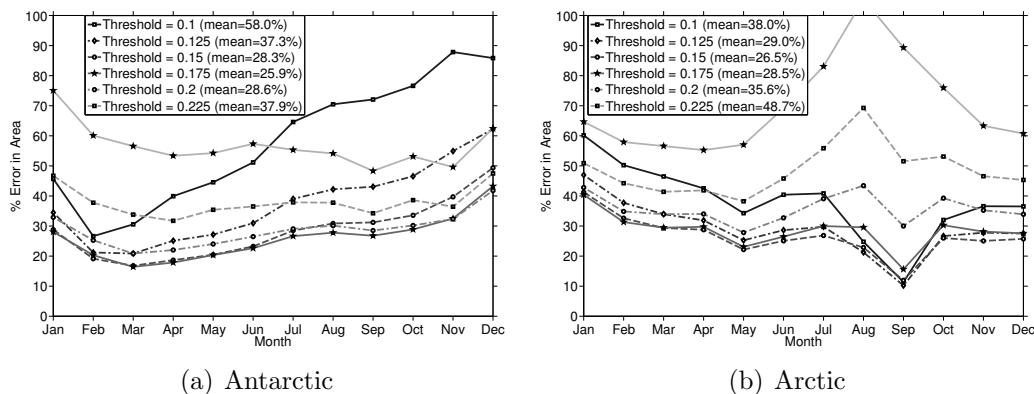 100
90
80
70
60
50
40
30
20
10
0
% Error in Area
Threshold = 0.1 (mean=58.0%)
Threshold = 0.125 (mean=37.3%)
Threshold = 0.15 (mean=28.3%)
Threshold = 0.175 (mean=25.9%)
Threshold = 0.2 (mean=28.6%)
Threshold = 0.225 (mean=37.9%)
Jan Feb Mar Apr May Jun Jul Aug Sep Oct Nov Dec
Month
(a) Antarctic
100
90
80
70
60
50
40
30
20
10
0
% Error in Area
Threshold = 0.1 (mean=38.0%)
Threshold = 0.125 (mean=29.0%)
Threshold = 0.15 (mean=26.5%)
Threshold = 0.175 (mean=28.5%)
Threshold = 0.2 (mean=35.6%)
Threshold = 0.225 (mean=48.7%)
Jan Feb Mar Apr May Jun Jul Aug Sep Oct Nov Dec
Month
(b) Arctic